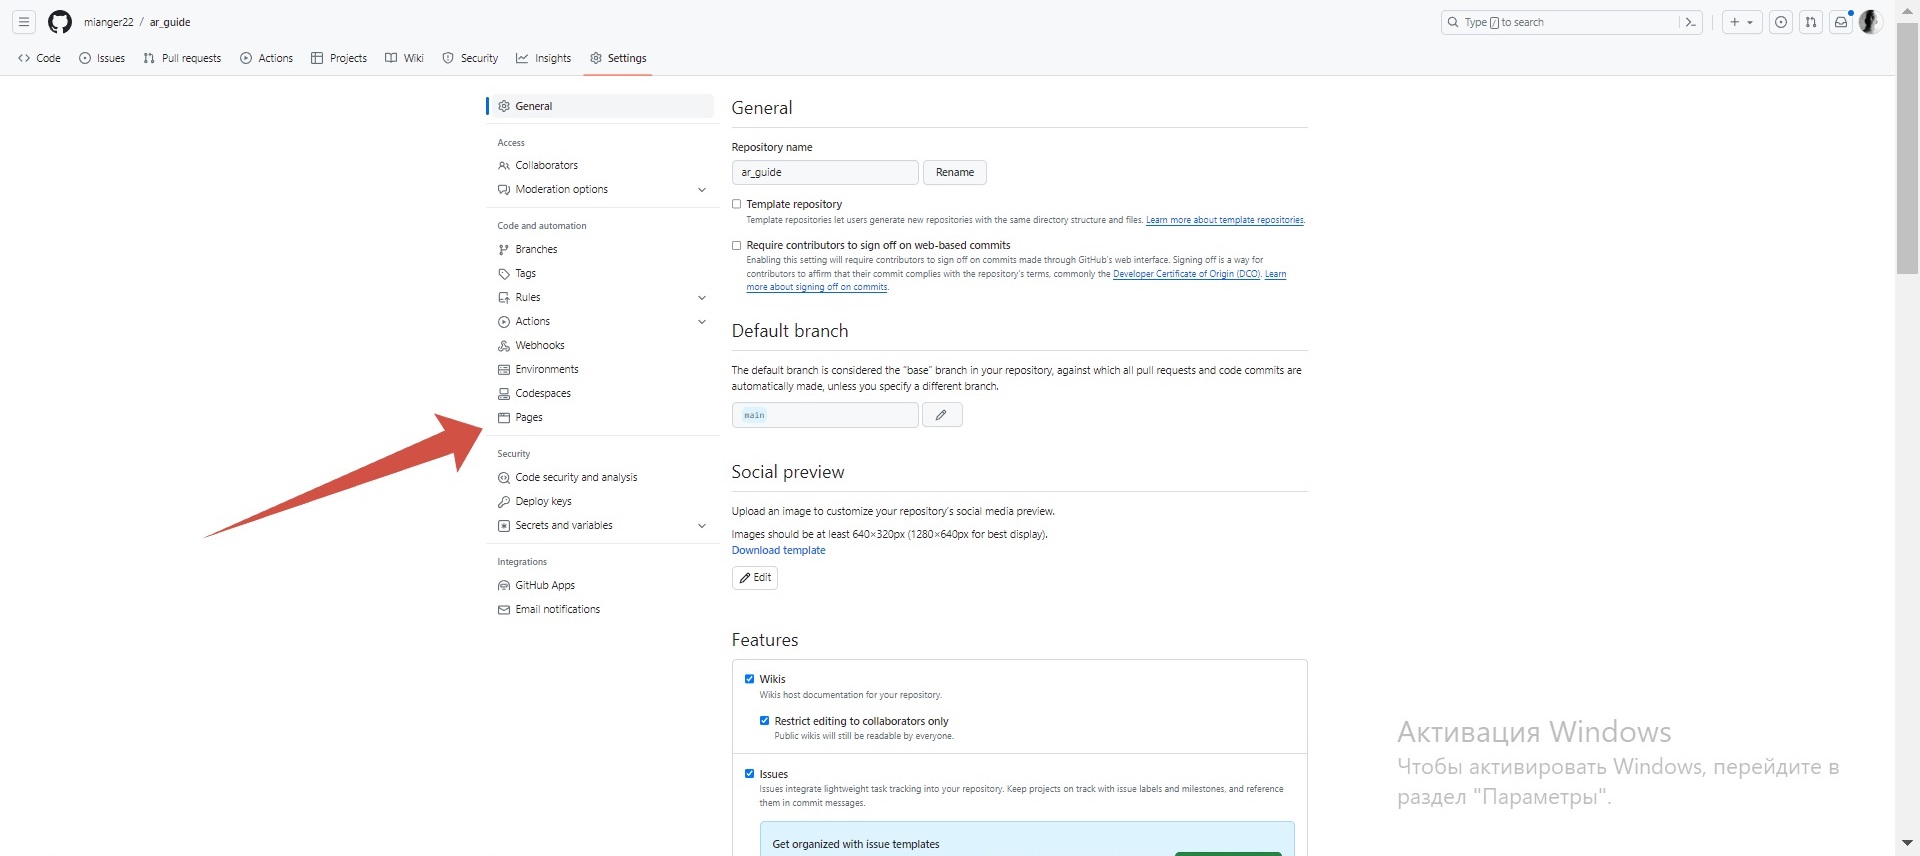 mianger22 / ar_guide
Type / to search
Code
Issues
Pull requests
Actions
Projects
Wiki
Security
Insights
Settings
General
Access
Collaborators
Moderation options
Code and automation
Branches
Tags
Rules
Actions
Webhooks
Environments
Codespaces
Pages
Security
Code security and analysis
Deploy keys
Secrets and variables
Integrations
GitHub Apps
Email notifications
General
Repository name
ar_guide
Rename
Template repository
Template repositories let users generate new repositories with the same directory structure and files. Learn more about template repositories.
Require contributors to sign off on web-based commits
Enabling this setting will require contributors to sign off on commits made through GitHub's web interface. Signing off is a way for
contributors to affirm that their commit complies with the repository's terms, commonly the Developer Certificate of Origin (DCO). Learn
more about signing off on commits.
Default branch
The default branch is considered the "base" branch in your repository, against which all pull requests and code commits are
automatically made, unless you specify a different branch.
main
Social preview
Upload an image to customize your repository's social media preview.
Images should be at least 640×320px (1280×640px for best display).
Download template
Edit
Features
Wikis
Wikis host documentation for your repository.
Restrict editing to collaborators only
Public wikis will still be readable by everyone.
Issues
Issues integrate lightweight task tracking into your repository. Keep projects on track with issue labels and milestones, and reference
them in commit messages.
Get organized with issue templates
Активация Windows
Чтобы активировать Windows, перейдите в
раздел "Параметры".